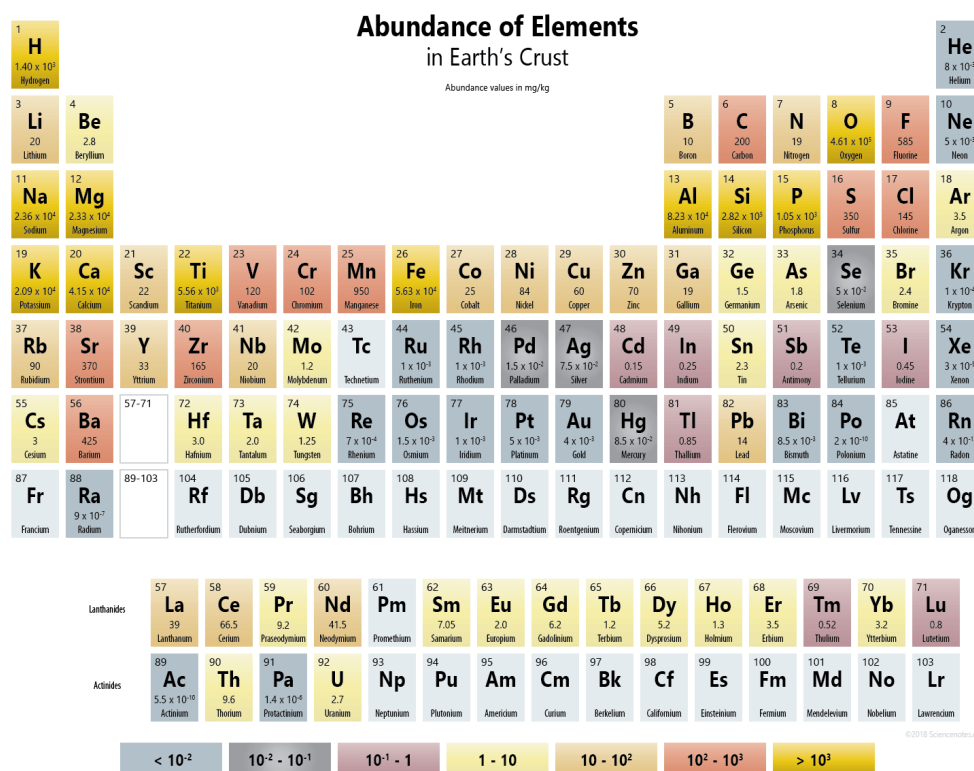 Abundance of Elements
in Earth's Crust
Abundance values in mg/kg
1
H
1.40 x 10³
Hydrogen
2
He
8 x 10⁻³
Helium
3
Li
20
Lithium
4
Be
2.8
Beryllium
5
B
10
Boron
6
C
200
Carbon
7
N
19
Nitrogen
8
O
4.61 x 10⁵
Oxygen
9
F
585
Fluorine
10
Ne
5 x 10⁻³
Neon
11
Na
2.36 x 10⁴
Sodium
12
Mg
2.33 x 10⁴
Magnesium
13
Al
8.23 x 10⁴
Aluminum
14
Si
2.82 x 10⁵
Silicon
15
P
1.05 x 10³
Phosphorus
16
S
350
Sulfur
17
Cl
145
Chlorine
18
Ar
3.5
Argon
19
K
2.09 x 10⁴
Potassium
20
Ca
4.15 x 10⁴
Calcium
21
Sc
22
Scandium
22
Ti
5.56 x 10³
Titanium
23
V
120
Vanadium
24
Cr
102
Chromium
25
Mn
950
Manganese
26
Fe
5.63 x 10⁴
Iron
27
Co
25
Cobalt
28
Ni
84
Nickel
29
Cu
60
Copper
30
Zn
70
Zinc
31
Ga
19
Gallium
32
Ge
1.5
Germanium
33
As
1.8
Arsenic
34
Se
5 x 10⁻²
Selenium
35
Br
2.4
Bromine
36
Kr
1 x 10⁻⁴
Krypton
37
Rb
90
Rubidium
38
Sr
370
Strontium
39
Y
33
Yttrium
40
Zr
165
Zirconium
41
Nb
20
Niobium
42
Mo
1.2
Molybdenum
43
Tc
Technetium
44
Ru
1 x 10⁻³
Ruthenium
45
Rh
1 x 10⁻³
Rhodium
46
Pd
1.5 x 10⁻²
Palladium
47
Ag
7.5 x 10⁻²
Silver
48
Cd
0.15
Cadmium
49
In
0.25
Indium
50
Sn
2.3
Tin
51
Sb
0.2
Antimony
52
Te
1 x 10⁻³
Tellurium
53
I
0.45
Iodine
54
Xe
3 x 10⁻⁵
Xenon
55
Cs
3
Cesium
56
Ba
425
Barium
57-71
72
Hf
3.0
Hafnium
73
Ta
2.0
Tantalum
74
W
1.25
Tungsten
75
Re
7 x 10⁻⁴
Rhenium
76
Os
1.5 x 10⁻³
Osmium
77
Ir
1 x 10⁻³
Iridium
78
Pt
5 x 10⁻³
Platinum
79
Au
4 x 10⁻³
Gold
80
Hg
8.5 x 10⁻²
Mercury
81
Tl
0.85
Thallium
82
Pb
14
Lead
83
Bi
8.5 x 10⁻³
Bismuth
84
Po
2 x 10⁻¹⁰
Polonium
85
At
Astatine
86
Rn
Radon
87
Fr
Francium
88
Ra
9 x 10⁻⁷
Radium
89-103
104
Rf
Rutherfordium
105
Db
Dubnium
106
Sg
Seaborgium
107
Bh
Bohrium
108
Hs
Hassium
109
Mt
Meitnerium
110
Ds
Darmstadtium
111
Rg
Roentgenium
112
Cn
Copernicium
113
Nh
Nihonium
114
Fl
Flerovium
115
Mc
Moscovium
116
Lv
Livermorium
117
Ts
Tennessine
118
Og
Oganesson
Lanthanides
57
La
39
Lanthanum
58
Ce
66.5
Cerium
59
Pr
9.2
Praseodymium
60
Nd
41.5
Neodymium
61
Pm
Promethium
62
Sm
7.05
Samarium
63
Eu
2.0
Europium
64
Gd
6.2
Gadolinium
65
Tb
1.2
Terbium
66
Dy
5.2
Dysprosium
67
Ho
1.3
Holmium
68
Er
3.5
Erbium
69
Tm
0.52
Thulium
70
Yb
3.2
Ytterbium
71
Lu
0.8
Lutetium
Actinides
89
Ac
5.5 x 10⁻¹⁰
Actinium
90
Th
9.6
Thorium
91
Pa
1.4 x 10⁻⁶
Protactinium
92
U
2.7
Uranium
93
Np
Neptunium
94
Pu
Plutonium
95
Am
Americium
96
Cm
Curium
97
Bk
Berkelium
98
Cf
Californium
99
Es
Einsteinium
100
Fm
Fermium
101
Md
Mendelevium
102
No
Nobelium
103
Lr
Lawrencium
©2018 Sciencenotes.
< 10⁻²
10⁻² - 10⁻¹
10⁻¹ - 1
1 - 10
10 - 10²
10² - 10³
> 10³